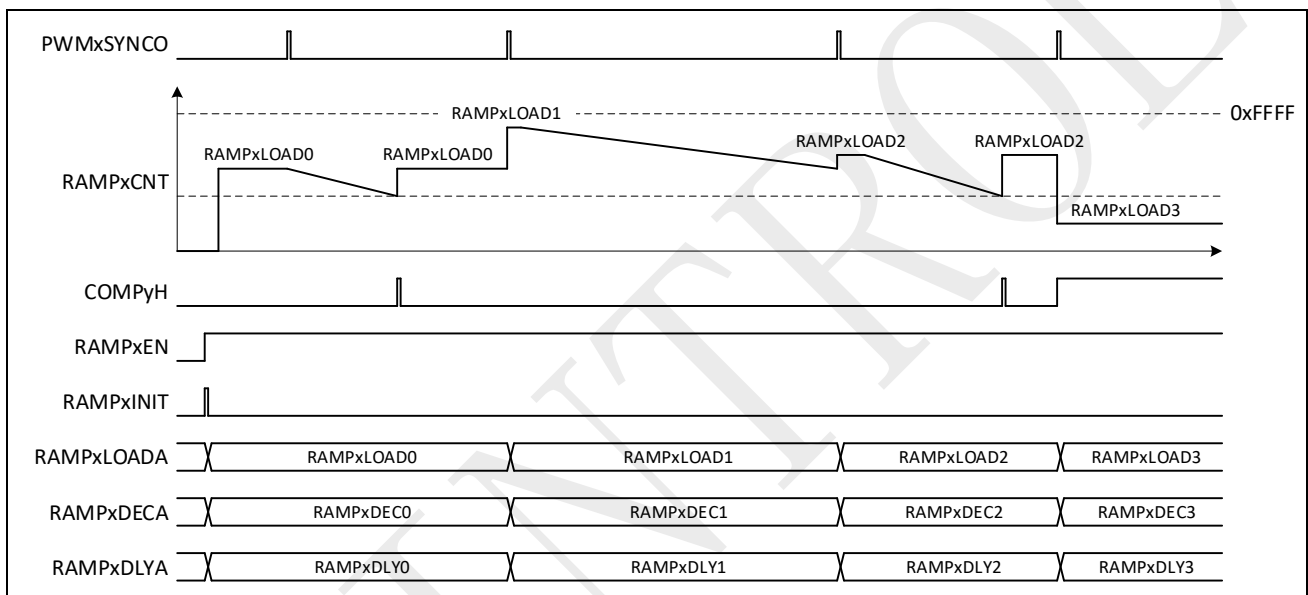 PWMxSYNCO
RAMPxLOAD1
0xFFFF
RAMPxLOAD0 RAMPxLOAD0 RAMPxLOAD2 RAMPxLOAD2
RAMPxCNT
RAMPxLOAD3
COMPyH
RAMPxEN
RAMPxINIT
RAMPxLOADA RAMPxLOAD0 RAMPxLOAD1 RAMPxLOAD2 RAMPxLOAD3
RAMPxDECA RAMPxDEC0 RAMPxDEC1 RAMPxDEC2 RAMPxDEC3
RAMPxDLYA RAMPxDLY0 RAMPxDLY1 RAMPxDLY2 RAMPxDLY3
INTROL